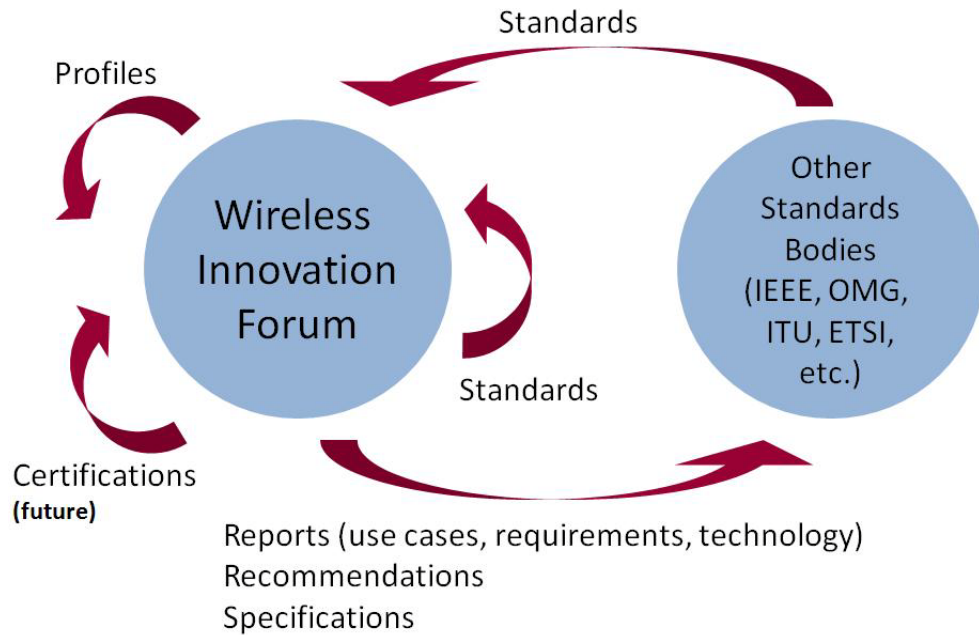 Standards
Profiles
Wireless
Innovation
Forum
Other
Standards
Bodies
(IEEE, OMG,
ITU, ETSI,
etc.)
Standards
Certifications
(future)
Reports (use cases, requirements, technology)
Recommendations
Specifications